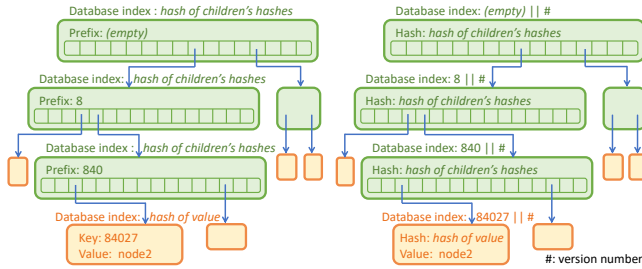 Database index : hash of children's hashes
Prefix: (empty)
Database index: hash of children's hashes
Prefix: 8
Database index : hash of children's hashes
Prefix: 840
Database index: hash of value
Key: 84027
Value: node2
Database index: (empty) || #
Hash: hash of children's hashes
Database index: 8 || #
Hash: hash of children's hashes
Database index: 840 || #
Hash: hash of children's hashes
Database index: 84027 || #
Hash: hash of value
Value: node2
#: version number